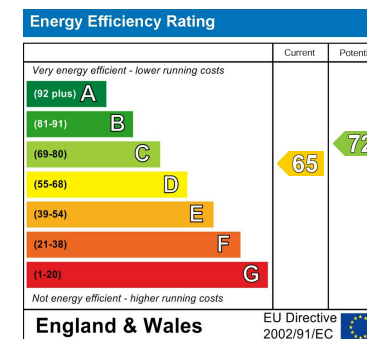 Energy Efficiency Rating
Current Potenti
Very energy efficient - lower running costs
(92 plus) A
(81-91) B
(69-80) C
72
(55-68) D
65
(39-54) E
(21-38) F
(1-20) G
Not energy efficient - higher running costs
England & Wales
EU Directive
2002/91/EC